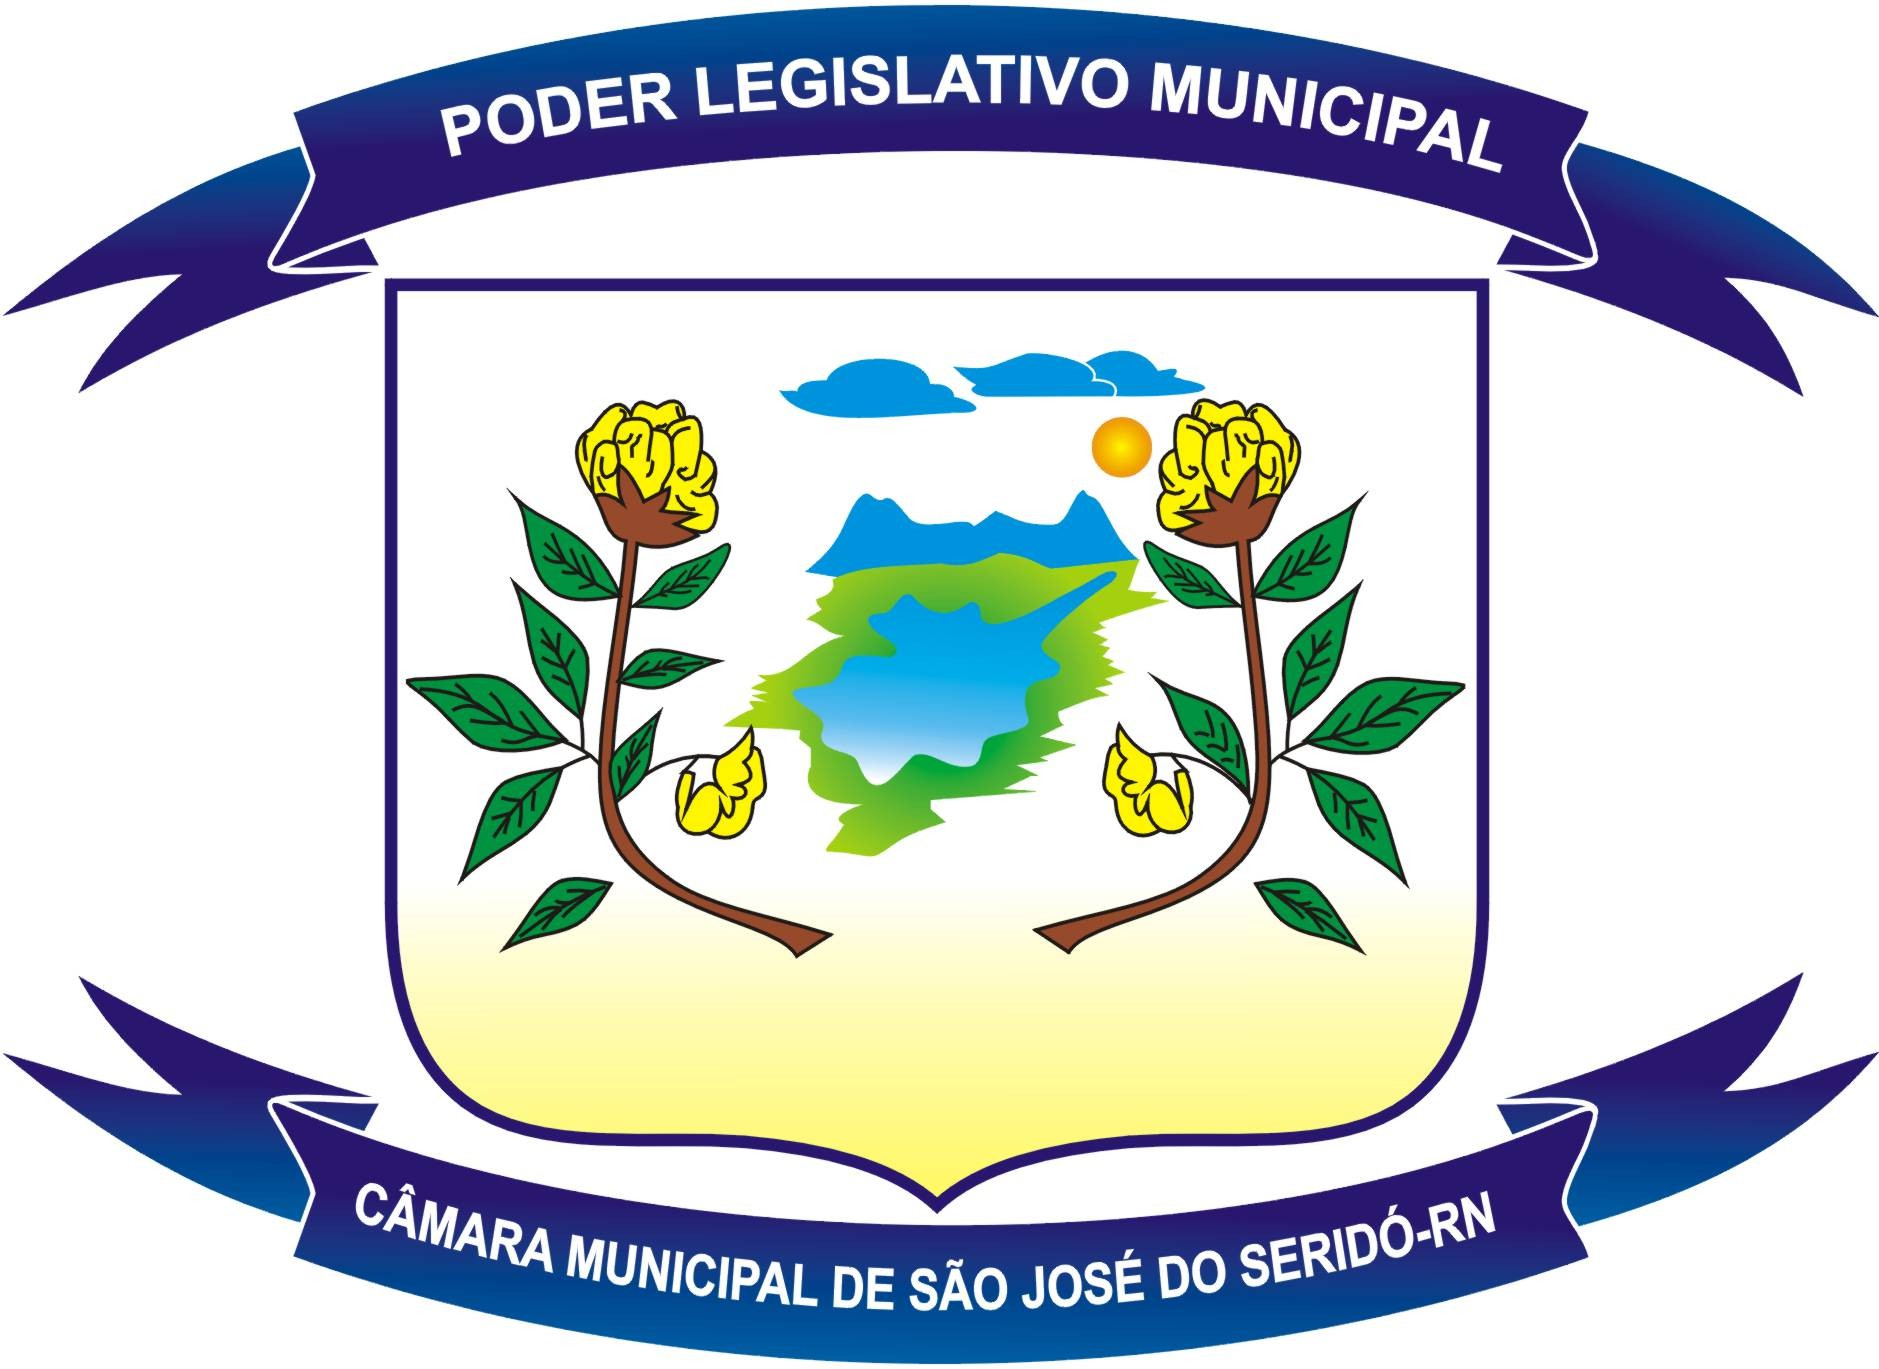 PODER LEGISLATIVO MUNICIPAL
CÂMARA MUNICIPAL DE SÃO JOSÉ DO SERIDÓ-RN